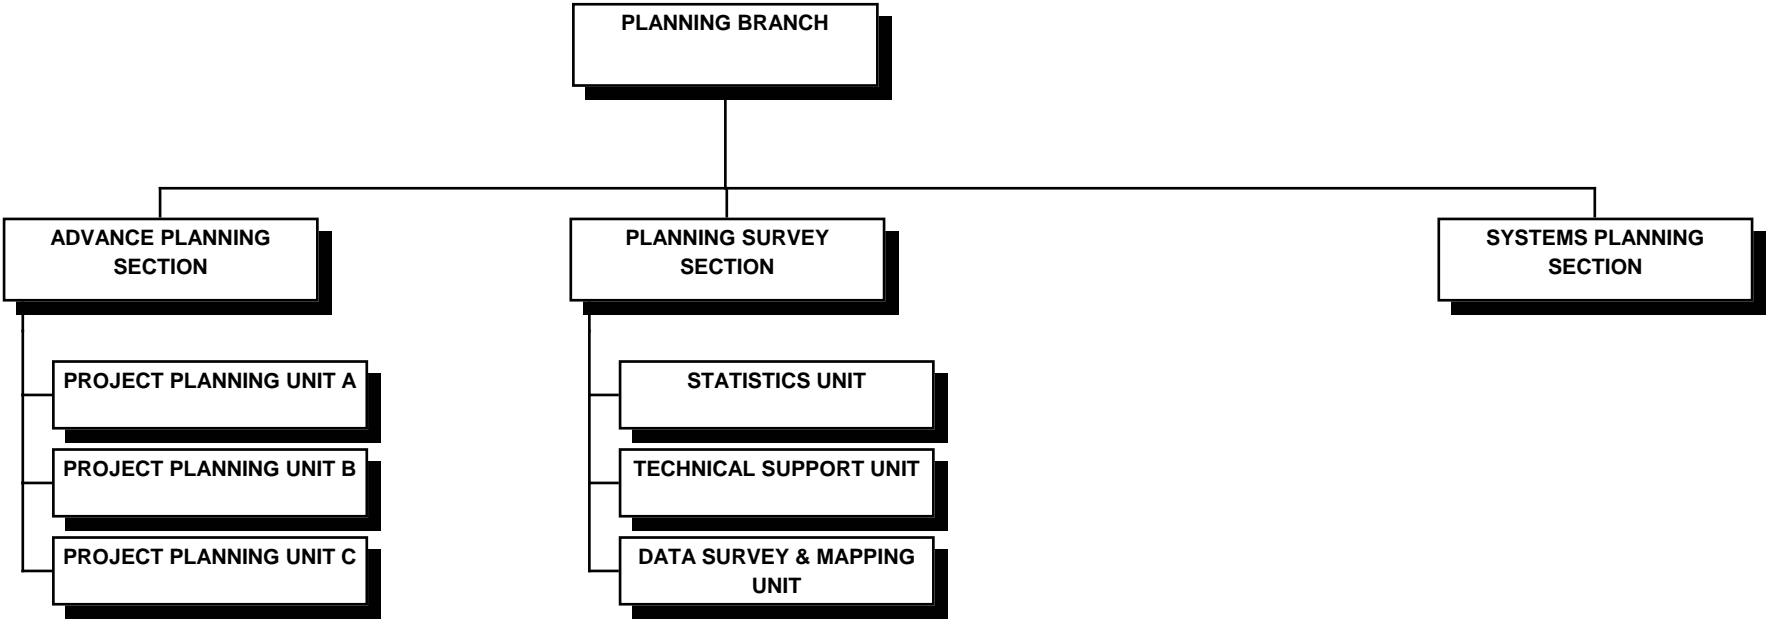 PLANNING BRANCH
ADVANCE PLANNING
SECTION
PLANNING SURVEY
SECTION
SYSTEMS PLANNING
SECTION
PROJECT PLANNING UNIT A
PROJECT PLANNING UNIT B
PROJECT PLANNING UNIT C
STATISTICS UNIT
TECHNICAL SUPPORT UNIT
DATA SURVEY & MAPPING
UNIT